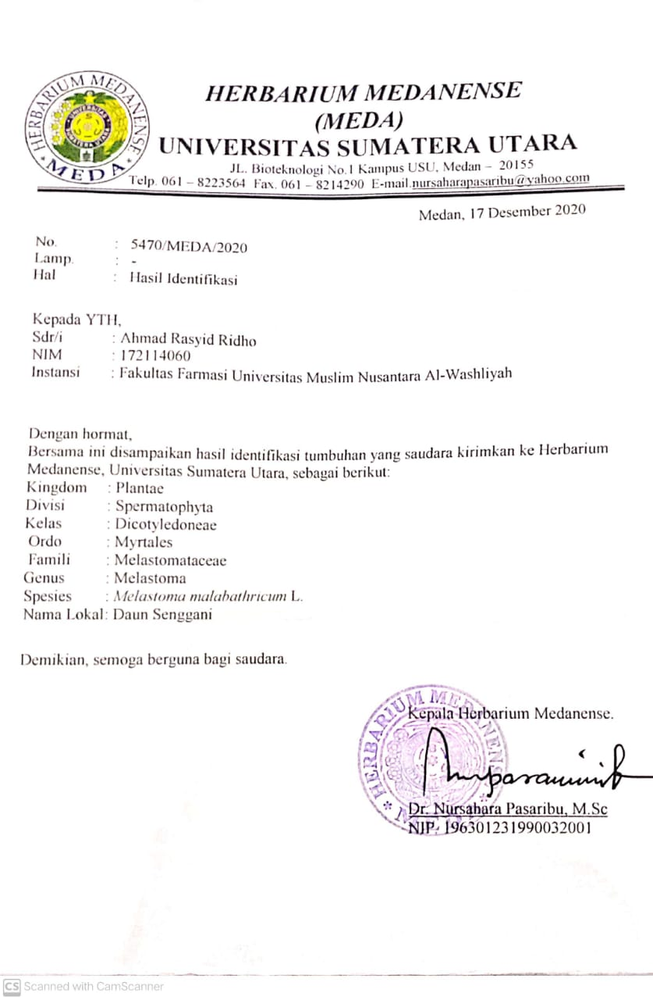 HERBARIUM MEDANENSE
(MEDA)
UNIVERSITAS SUMATERA UTARA
JL. Bioteknologi No.1 Kampus USU, Medan – 20155
Telp. 061 – 8223564 Fax. 061 – 8214290 E-mail.nursaharapasaribu@yahoo.com
HERBARIUM MEDANENSE
* MEDA *
UNIVERSITAS
SUMATERA UTARA
Medan, 17 Desember 2020
No. : 5470/MEDA/2020
Lamp. : -
Hal : Hasil Identifikasi
Kepada YTH,
Sdr/i : Ahmad Rasyid Ridho
NIM : 172114060
Instansi : Fakultas Farmasi Universitas Muslim Nusantara Al-Washliyah
Dengan hormat,
Bersama ini disampaikan hasil identifikasi tumbuhan yang saudara kirimkan ke Herbarium
Medanense, Universitas Sumatera Utara, sebagai berikut:
Kingdom : Plantae
Divisi : Spermatophyta
Kelas : Dicotyledoneae
Ordo : Myrtales
Famili : Melastomataceae
Genus : Melastoma
Spesies : Melastoma malabathricum L.
Nama Lokal: Daun Senggani
Demikian, semoga berguna bagi saudara.
Kepala Herbarium Medanense.
HERBARIUM MEDANENSE
Dr. Nursahara Pasaribu, M.Sc
NIP. 196301231990032001
CS Scanned with CamScanner